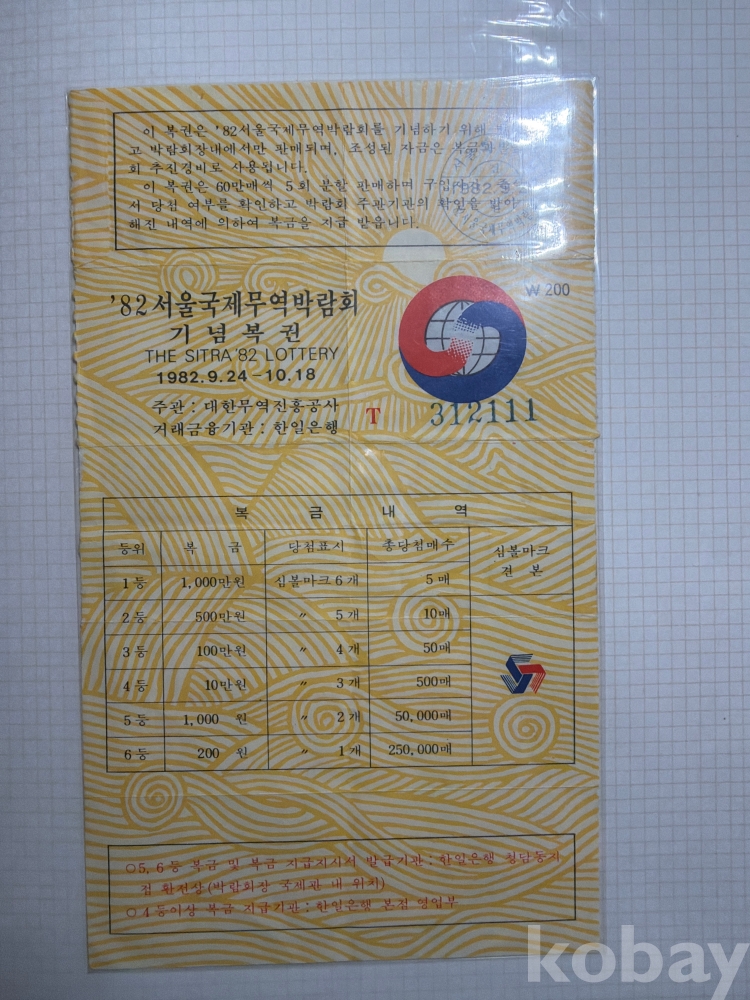 이 복권은 '82서울국제무역박람회를 기념하기 위해
고 박람회장내에서만 판매되며, 조성된 자금은 복금과
회 추진경비로 사용됩니다.
이 복권은 60만매씩 5회 분할 판매하며 구입
서 당첨 여부를 확인하고 박람회 주관기관의 확인을 받아
해진 내역에 의하여 복금을 지급 받읍니다.
W 200
'82서울국제무역박람회
기념복권
THE SITRA '82 LOTTERY
1982.9.24-10.18
주관 : 대한무역진흥공사
거래금융기관 : 한일은행
T 312111
복 금 내 역
등위 복 금 당첨표시 총당첨매수 심볼마크 견 본
1등 1,000만원 심볼마크 6개 5매
2등 500만원 〃 5개 10매
3등 100만원 〃 4개 50매
4등 10만원 〃 3개 500매
5등 1,000 원 〃 2개 50,000매
6등 200 원 〃 1개 250,000매
○5, 6등 복금 및 복금 지급지시서 발급기관 : 한일은행 청담동지
점 환전상(박람회장 국제관 내 위치)
○4등이상 복금 지급기관 : 한일은행 본점 영업부
kobay